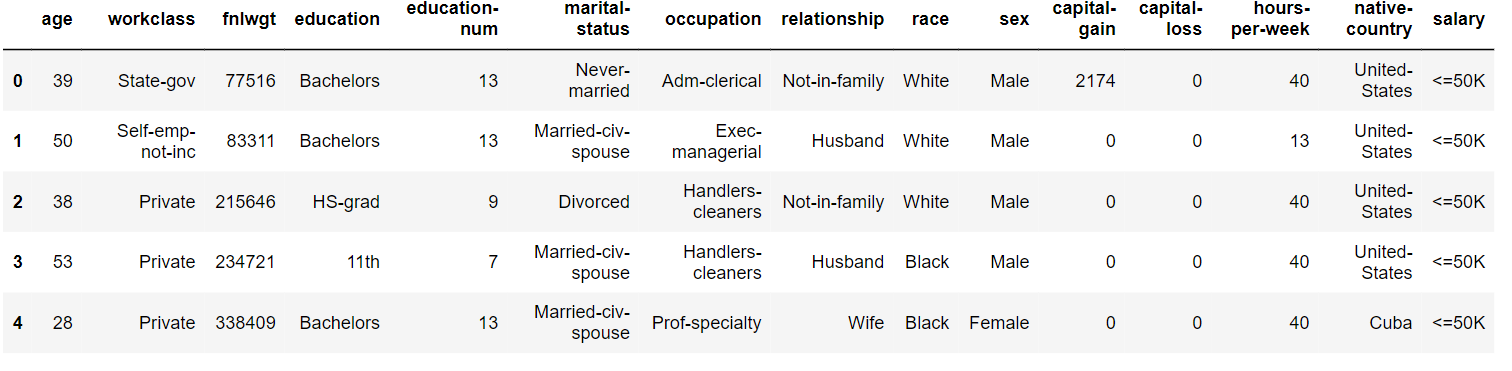 age workclass fnlwgt education education-num marital-status occupation relationship race sex capital-gain capital-loss hours-per-week native-country salary
0 39 State-gov 77516 Bachelors 13 Never-married Adm-clerical Not-in-family White Male 2174 0 40 United-States <=50K
1 50 Self-emp-not-inc 83311 Bachelors 13 Married-civ-spouse Exec-managerial Husband White Male 0 0 13 United-States <=50K
2 38 Private 215646 HS-grad 9 Divorced Handlers-cleaners Not-in-family White Male 0 0 40 United-States <=50K
3 53 Private 234721 11th 7 Married-civ-spouse Handlers-cleaners Husband Black Male 0 0 40 United-States <=50K
4 28 Private 338409 Bachelors 13 Married-civ-spouse Prof-specialty Wife Black Female 0 0 40 Cuba <=50K